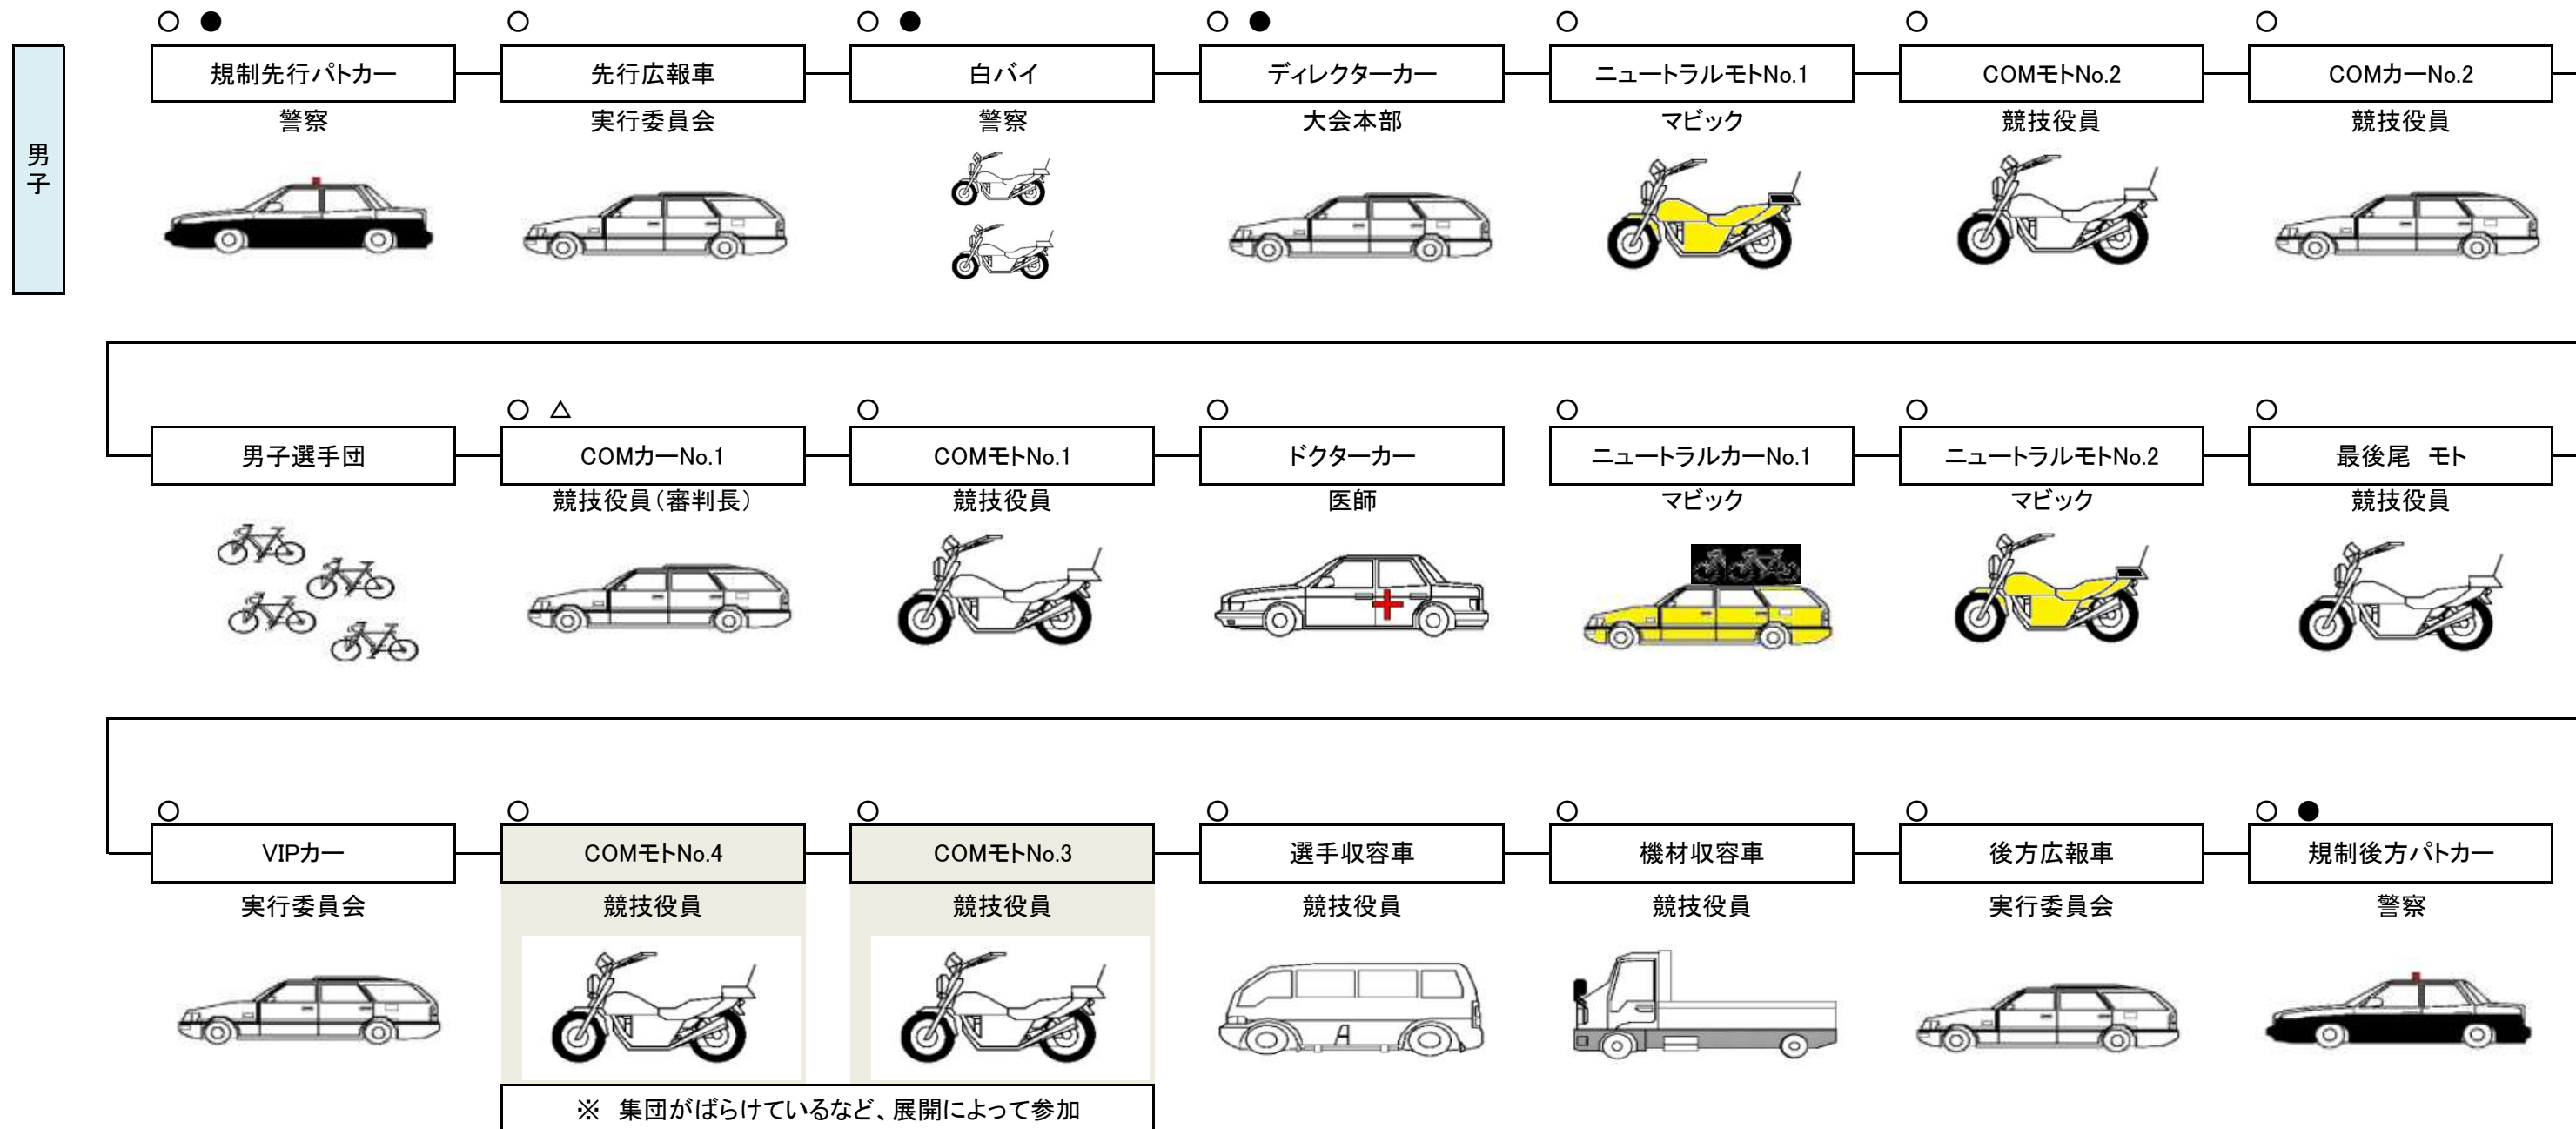 男子
○ ●
○
○ ●
○ ●
○
○
○
規制先行パトカー
先行広報車
白バイ
ディレクターカー
ニュートラルモトNo.1
COMモトNo.2
COMカーNo.2
警察
実行委員会
警察
大会本部
マビック
競技役員
競技役員
○ △
○
○
○
○
○
男子選手団
COMカーNo.1
COMモトNo.1
ドクターカー
ニュートラルカーNo.1
ニュートラルモトNo.2
最後尾　モト
競技役員（審判長）
競技役員
医師
マビック
マビック
競技役員
○
○
○
○
○
○
○ ●
VIPカー
COMモトNo.4
COMモトNo.3
選手収容車
機材収容車
後方広報車
規制後方パトカー
実行委員会
競技役員
競技役員
競技役員
競技役員
実行委員会
警察
※　集団がばらけているなど、展開によって参加